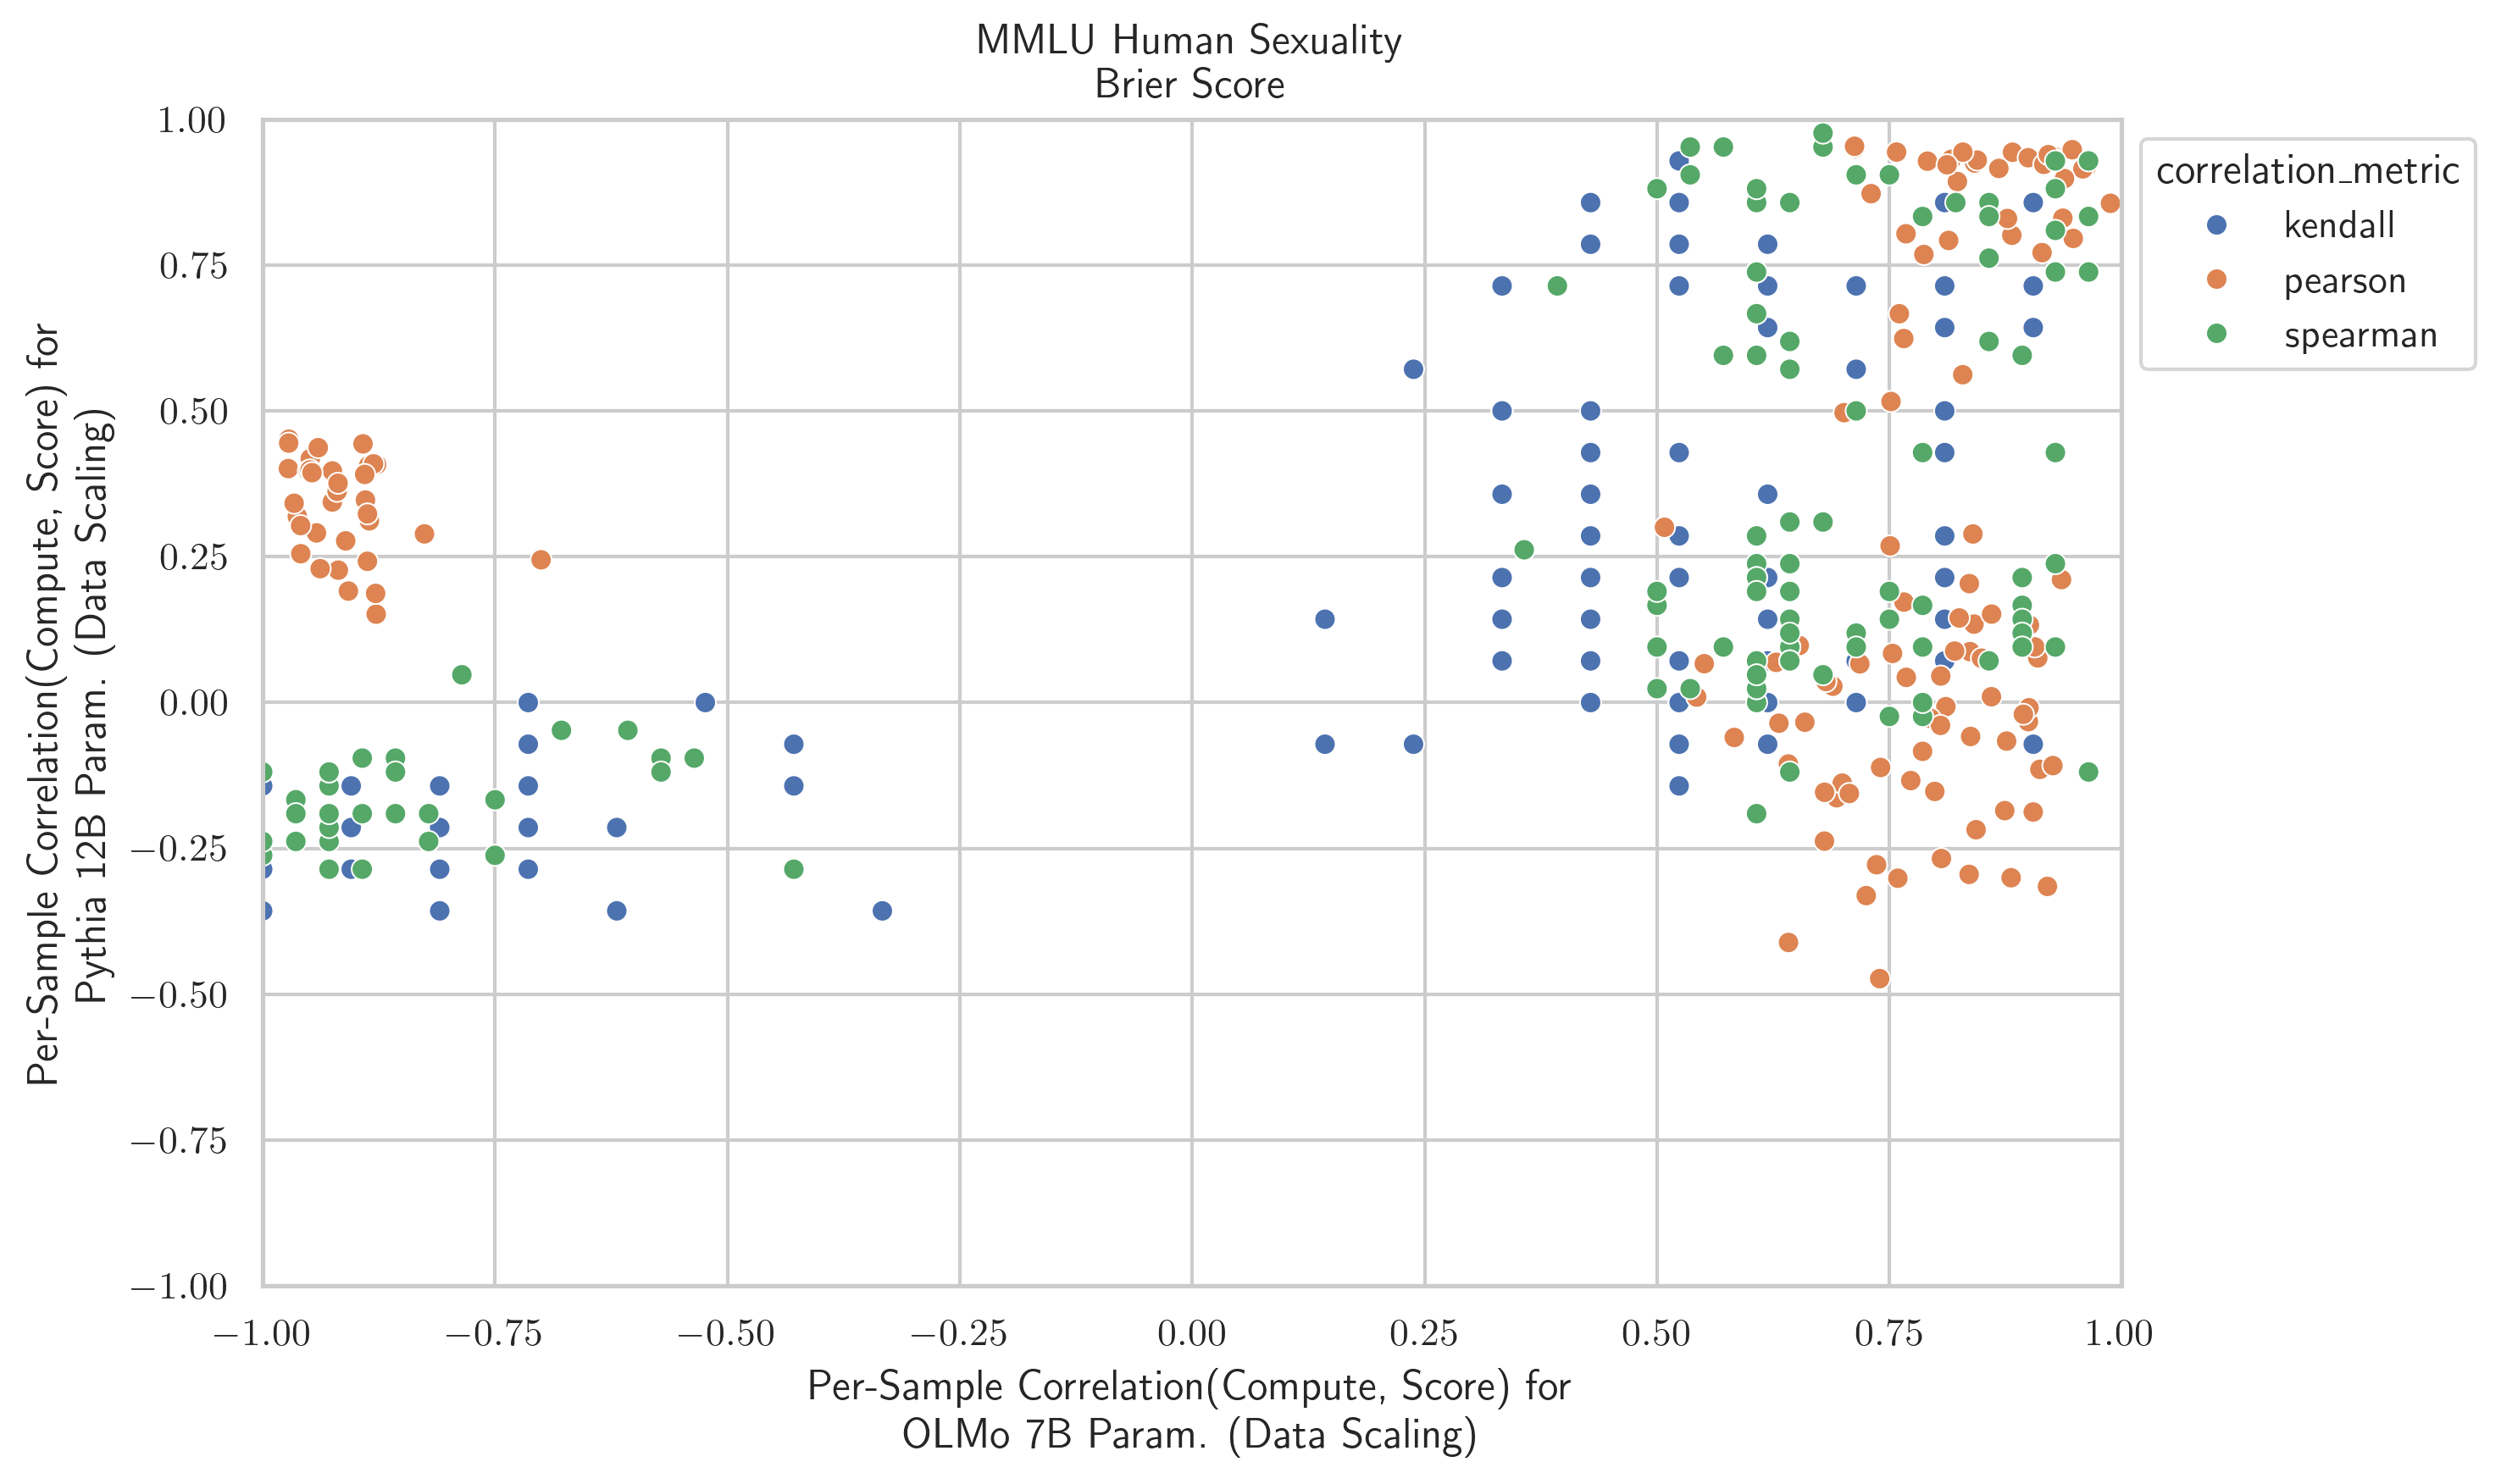 MMLU Human Sexuality
Brier Score
Per-Sample Correlation(Compute, Score) for
Pythia 12B Param. (Data Scaling)
1.00
0.75
0.50
0.25
0.00
−0.25
−0.50
−0.75
−1.00
−1.00
−0.75
−0.50
−0.25
0.00
0.25
0.50
0.75
1.00
Per-Sample Correlation(Compute, Score) for
OLMo 7B Param. (Data Scaling)
correlation_metric
kendall
pearson
spearman